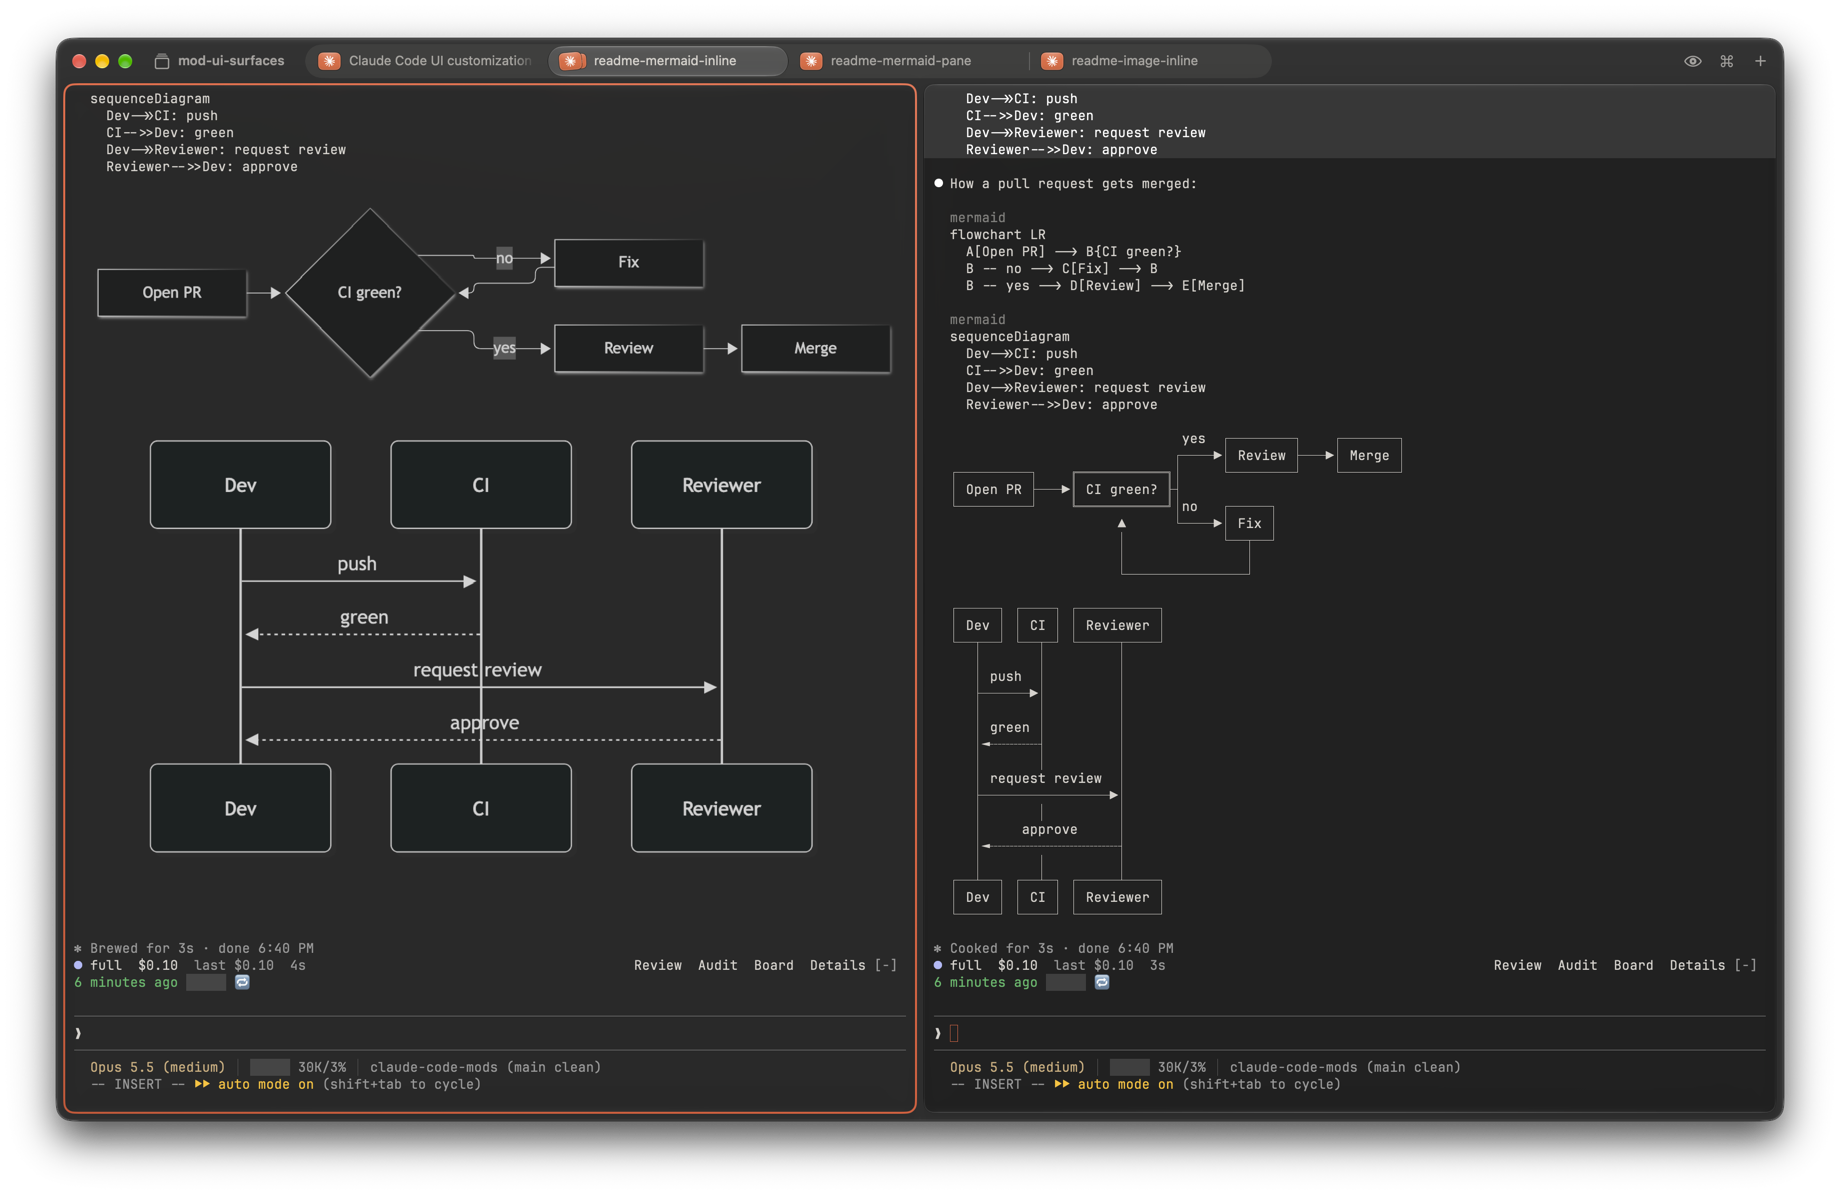 mod-ui-surfaces
Claude Code UI customization
readme-mermaid-inline
readme-mermaid-pane
readme-image-inline
sequenceDiagram
Dev-->>CI: push
CI-->>Dev: green
Dev-->>Reviewer: request review
Reviewer-->>Dev: approve
Open PR
CI green?
no
Fix
yes
Review
Merge
Dev
CI
Reviewer
push
green
request review
approve
Dev
CI
Reviewer
✻ Brewed for 3s · done 6:40 PM
full $0.10 last $0.10 4s
Review Audit Board Details [-]
6 minutes ago
❯
Opus 5.5 (medium) │ 30K/3% │ claude-code-mods (main clean)
-- INSERT -- ⏵⏵ auto mode on (shift+tab to cycle)
Dev-->>CI: push
CI-->>Dev: green
Dev-->>Reviewer: request review
Reviewer-->>Dev: approve
● How a pull request gets merged:
mermaid
flowchart LR
A[Open PR] --> B{CI green?}
B -- no --> C[Fix] --> B
B -- yes --> D[Review] --> E[Merge]
mermaid
sequenceDiagram
Dev-->>CI: push
CI-->>Dev: green
Dev-->>Reviewer: request review
Reviewer-->>Dev: approve
yes
Review
Merge
Open PR
CI green?
no
Fix
Dev
CI
Reviewer
push
green
request review
approve
Dev
CI
Reviewer
✻ Cooked for 3s · done 6:40 PM
full $0.10 last $0.10 3s
Review Audit Board Details [-]
6 minutes ago
❯
Opus 5.5 (medium) │ 30K/3% │ claude-code-mods (main clean)
-- INSERT -- ⏵⏵ auto mode on (shift+tab to cycle)